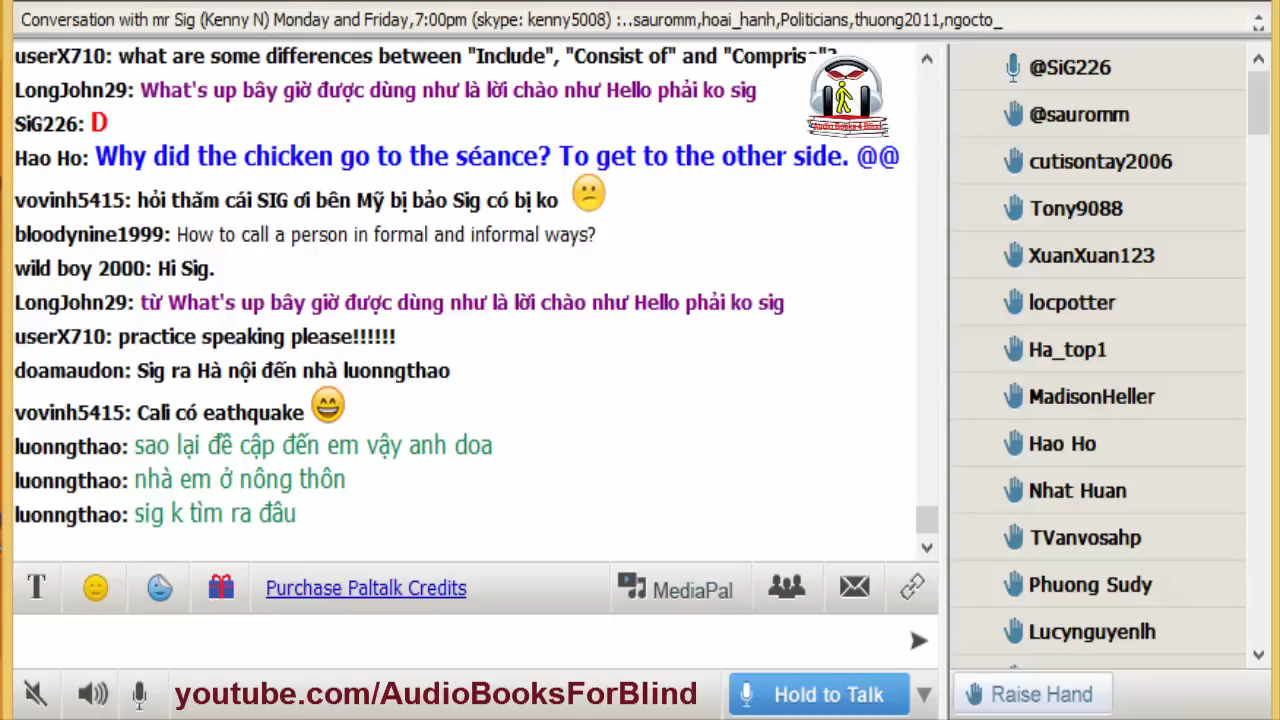 Conversation with mr Sig (Kenny N) Monday and Friday,7:00pm (skype: kenny5008) :..sauromm,hoai_hanh,Politicians,thuong2011,ngocto_
userX710: what are some differences between "Include", "Consist of" and "Comprise"?
LongJohn29: What's up bây giờ được dùng như là lời chào như Hello phải ko sig
SiG226: D
Audio Books 4 Blind
Hao Ho: Why did the chicken go to the séance? To get to the other side. @@
vovinh5415: hỏi thăm cái SIG ơi bên Mỹ bị bảo Sig có bị ko
bloodynine1999: How to call a person in formal and informal ways?
wild boy 2000: Hi Sig.
LongJohn29: từ What's up bây giờ được dùng như là lời chào như Hello phải ko sig
userX710: practice speaking please!!!!!!
doamaudon: Sig ra Hà nội đến nhà luonngthao
vovinh5415: Cali có eathquake
luonngthao: sao lại đề cập đến em vậy anh doa
luonngthao: nhà em ở nông thôn
luonngthao: sig k tìm ra đâu
T
Purchase Paltalk Credits
MediaPal
youtube.com/AudioBooksForBlind
Hold to Talk
@SiG226
@sauromm
cutisontay2006
Tony9088
XuanXuan123
locpotter
Ha_top1
MadisonHeller
Hao Ho
Nhat Huan
TVanvosahp
Phuong Sudy
Lucynguyenlh
Raise Hand